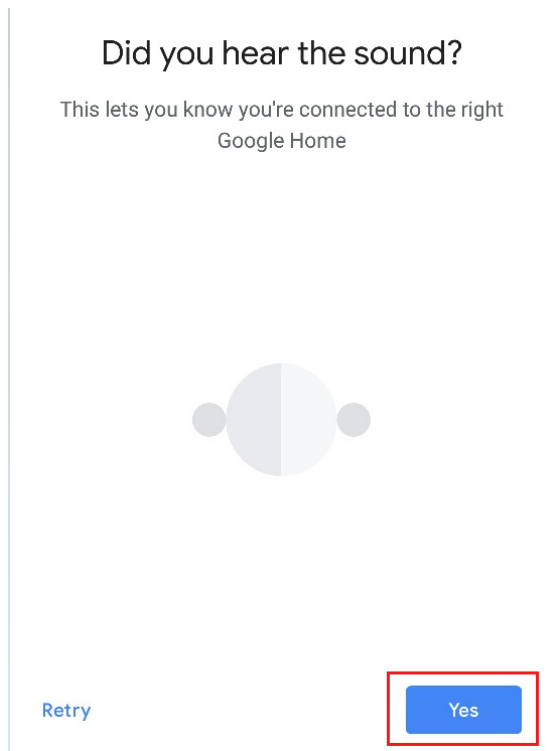 Did you hear the sound?
This lets you know you're connected to the right
Google Home
Retry
Yes